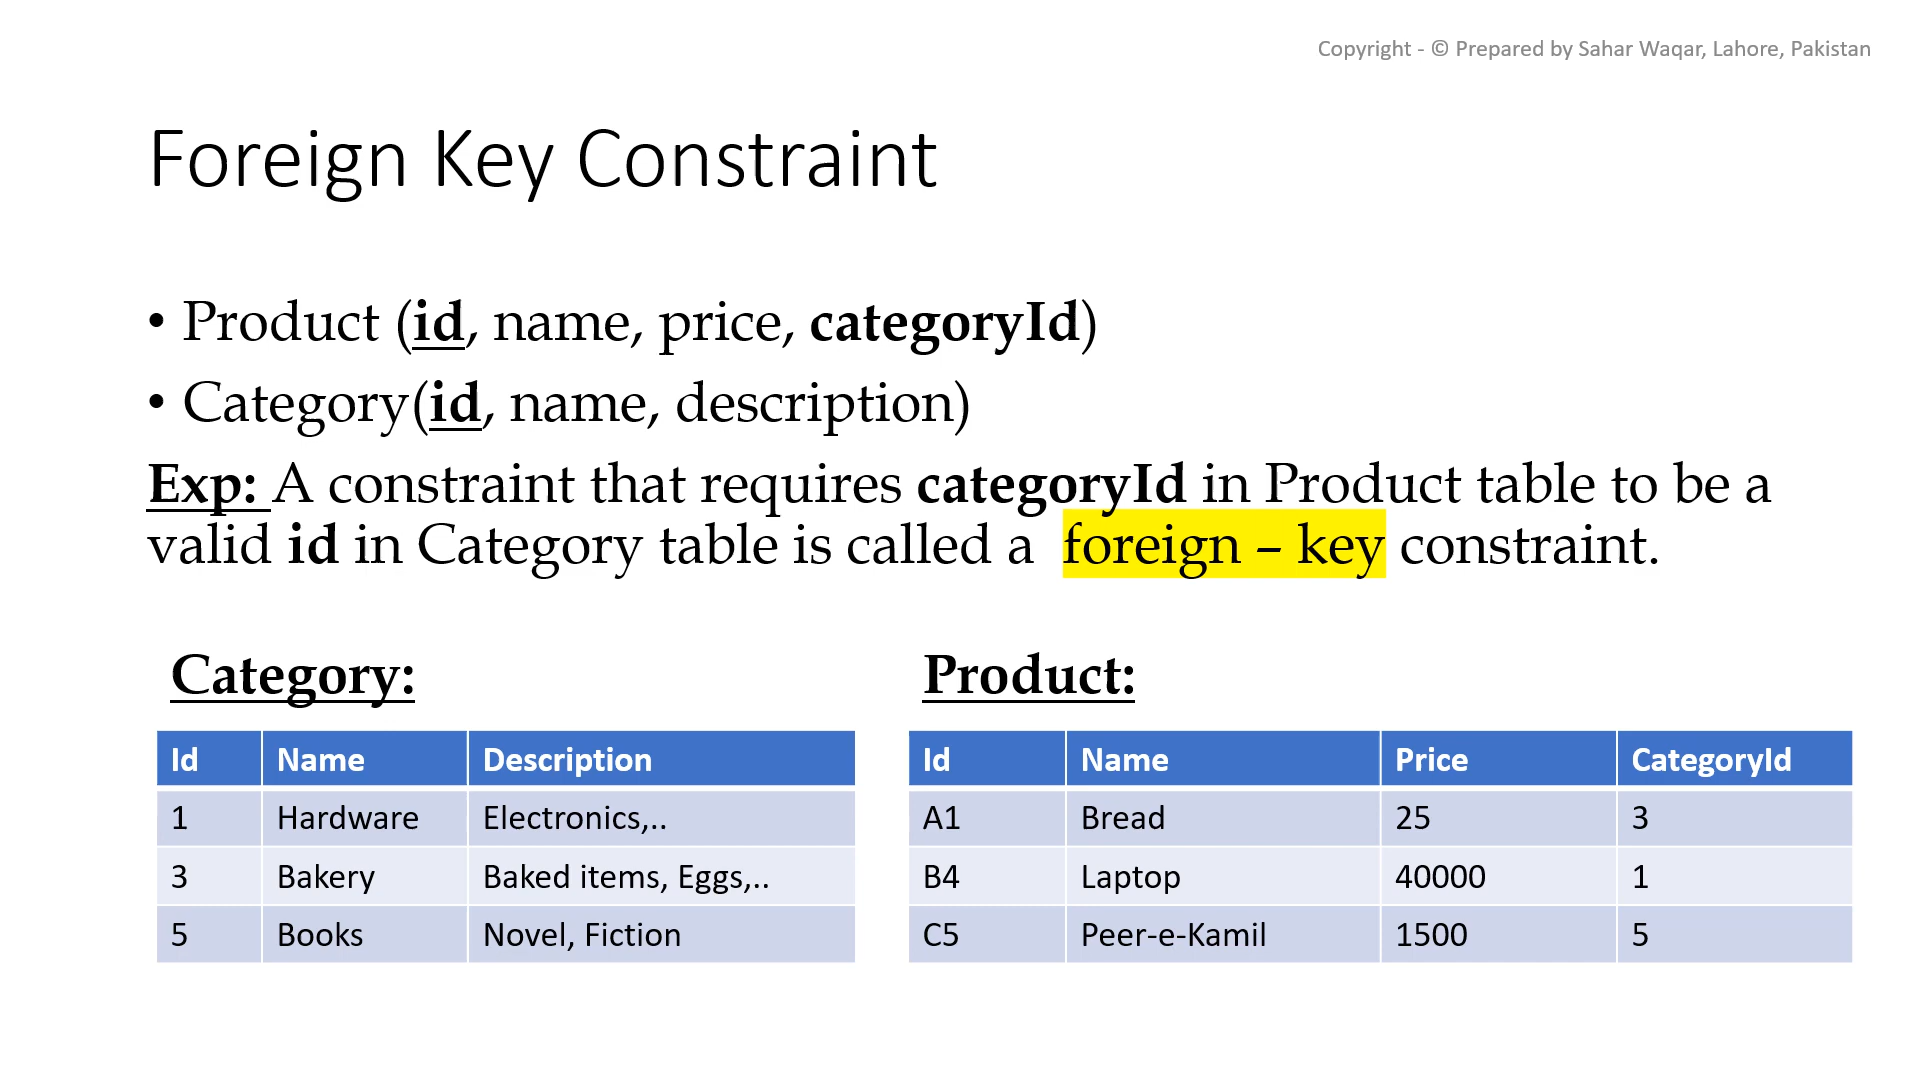 Copyright - © Prepared by Sahar Waqar, Lahore, Pakistan
Foreign Key Constraint
• Product (id, name, price, categoryId)
• Category(id, name, description)
Exp: A constraint that requires categoryId in Product table to be a
valid id in Category table is called a foreign – key constraint.
Category:
Id Name Description
1 Hardware Electronics,..
3 Bakery Baked items, Eggs,..
5 Books Novel, Fiction
Product:
Id Name Price CategoryId
A1 Bread 25 3
B4 Laptop 40000 1
C5 Peer-e-Kamil 1500 5